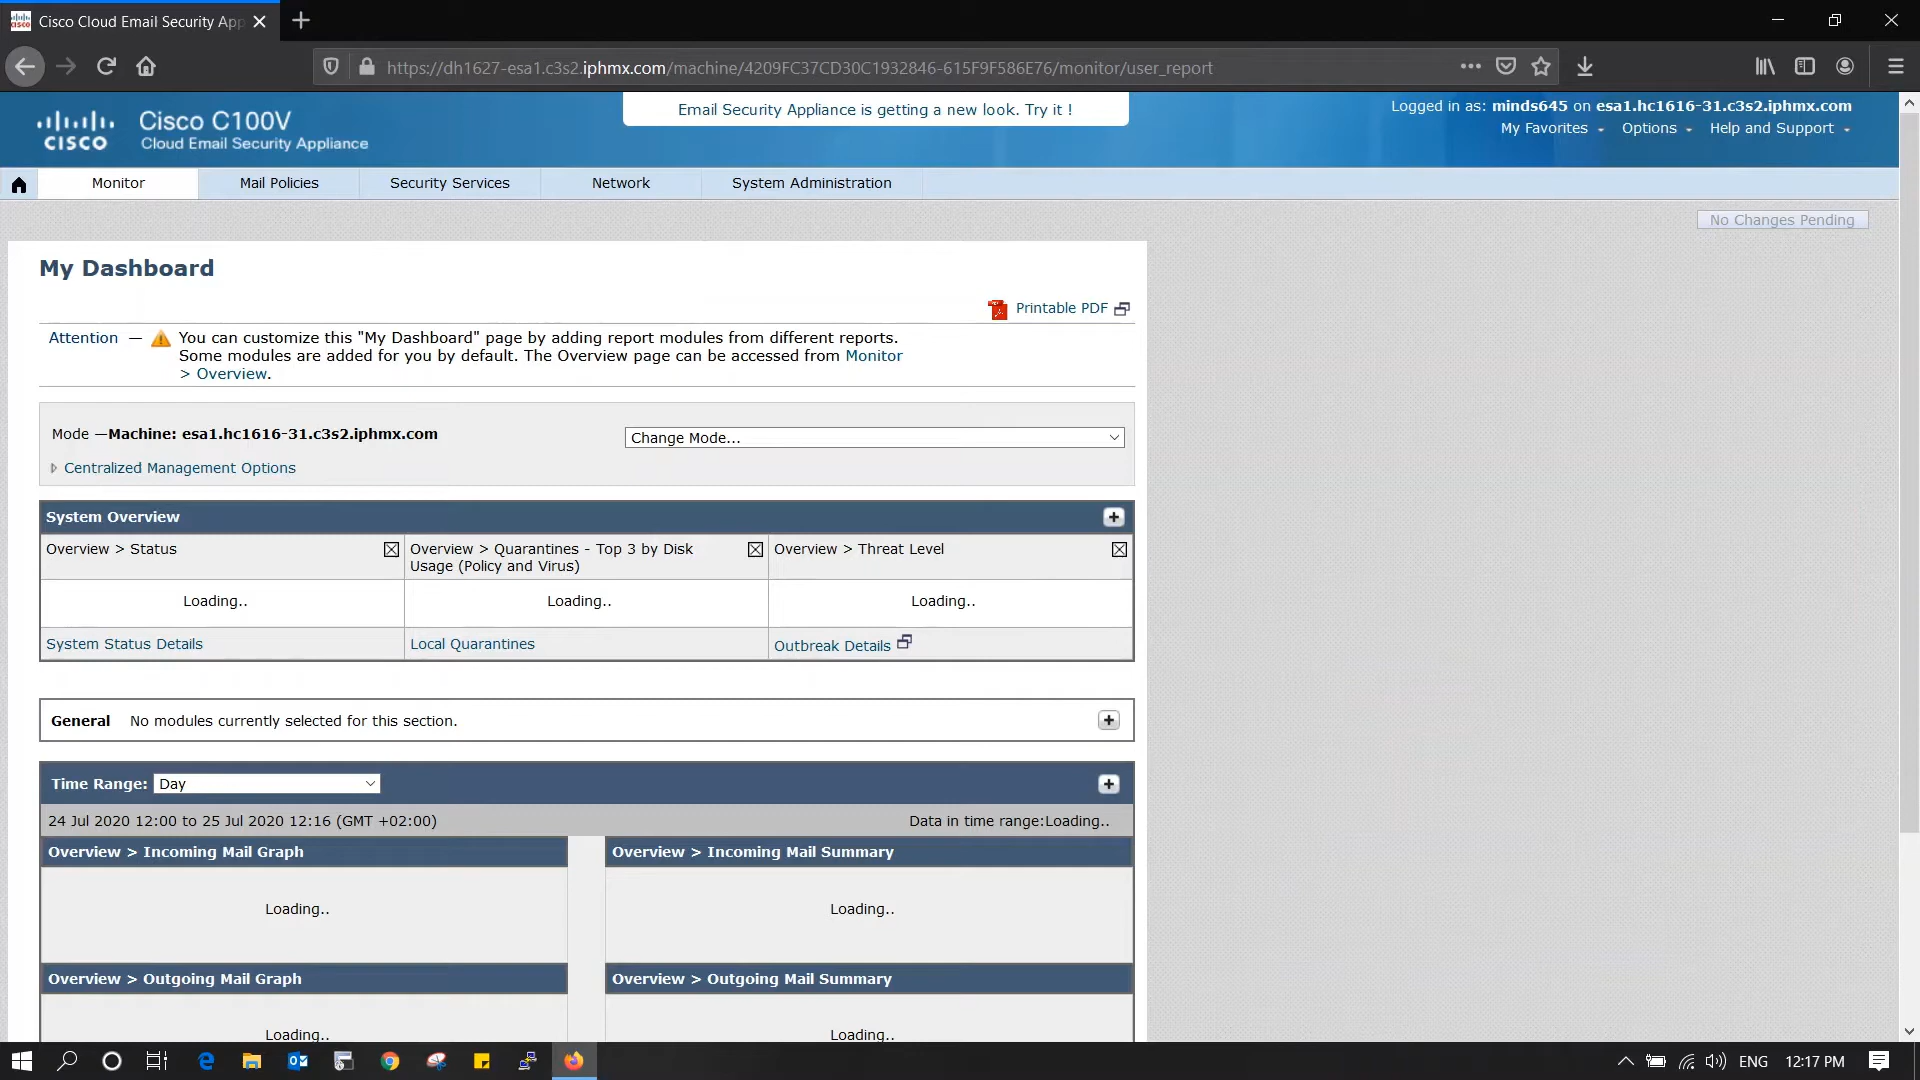 Cisco Cloud Email Security App
https://dh1627-esa1.c3s2.iphmx.com/machine/4209FC37CD30C1932846-615F9F586E76/monitor/user_report
CISCO
Cisco C100V
Cloud Email Security Appliance
Email Security Appliance is getting a new look. Try it !
Logged in as: minds645 on esa1.hc1616-31.c3s2.iphmx.com
My Favorites Options Help and Support
Monitor Mail Policies Security Services Network System Administration
No Changes Pending
My Dashboard
Printable PDF
Attention — You can customize this "My Dashboard" page by adding report modules from different reports.
Some modules are added for you by default. The Overview page can be accessed from Monitor
> Overview.
Mode —Machine: esa1.hc1616-31.c3s2.iphmx.com
Change Mode...
Centralized Management Options
System Overview
Overview > Status
Overview > Quarantines - Top 3 by Disk
Usage (Policy and Virus)
Overview > Threat Level
Loading.. Loading.. Loading..
System Status Details Local Quarantines Outbreak Details
General No modules currently selected for this section.
Time Range: Day
24 Jul 2020 12:00 to 25 Jul 2020 12:16 (GMT +02:00) Data in time range:Loading..
Overview > Incoming Mail Graph Overview > Incoming Mail Summary
Loading.. Loading..
Overview > Outgoing Mail Graph Overview > Outgoing Mail Summary
Loading.. Loading..
ENG 12:17 PM